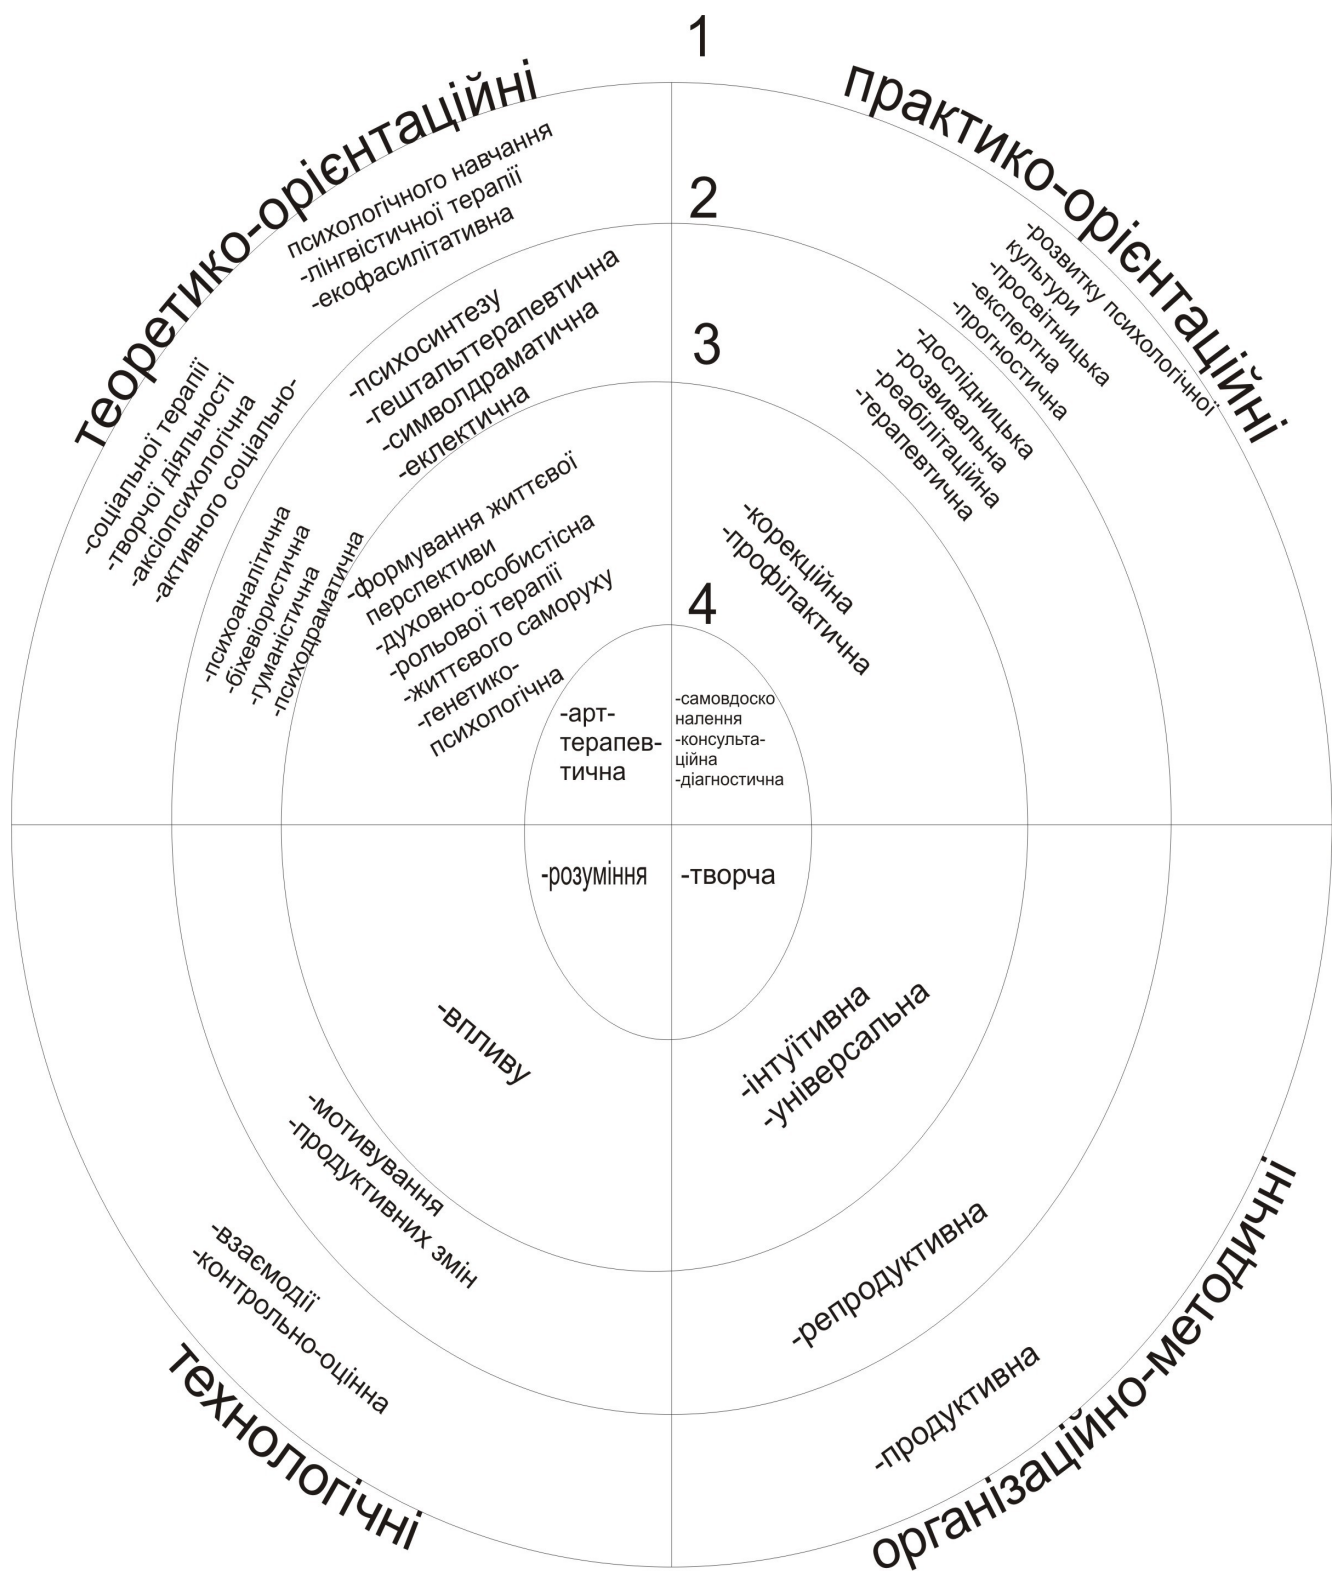 1
теоретико-орієнтаційні
практико-орієнтаційні
-соціальної терапії
-творчої діяльності
-аксіопсихологічна
-активного соціально-
психологічного навчання
-лінгвістичної терапії
-екофасилітативна
-розвитку психологічної
культури
-просвітницька
-експертна
-прогностична
2
-психоаналітична
-біхевіористична
-гуманістична
-психодраматична
-психосинтезу
-гештальттерапевтична
-символдраматична
-еклектична
-дослідницька
-розвивальна
-реабілітаційна
-терапевтична
3
-формування життєвої
перспективи
-духовно-особистісна
-рольової терапії
-життєвого саморуху
-генетико-
психологічна
-корекційна
-профілактична
4
-арт-
терапев-
тична
-самовдоско
налення
-консульта-
ційна
-діагностична
-розуміння
-творча
-впливу
-інтуїтивна
-універсальна
-мотивування
-продуктивних змін
-репродуктивна
-взаємодії
-контрольно-оцінна
-продуктивна
технологічні
організаційно-методичні